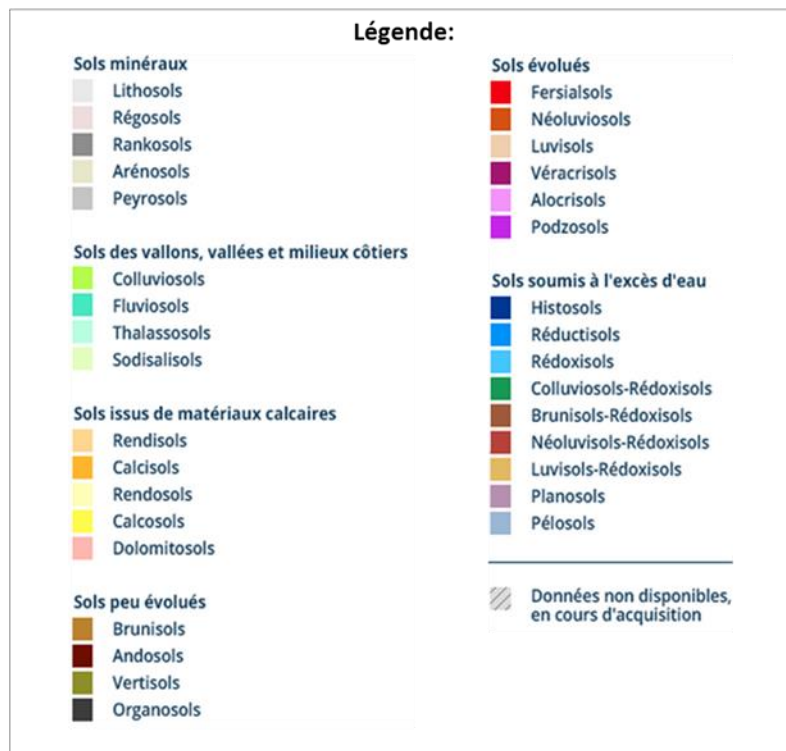 Légende:
Sols minéraux
Lithosols
Régosols
Rankosols
Arénosols
Peyrosols
Sols des vallons, vallées et milieux côtiers
Colluviosols
Fluviosols
Thalassosols
Sodisalisols
Sols issus de matériaux calcaires
Rendisols
Calcisols
Rendosols
Calcosols
Dolomitosols
Sols peu évolués
Brunisols
Andosols
Vertisols
Organosols
Sols évolués
Fersialsols
Néoluviosols
Luvisols
Véracrisols
Alocrisols
Podzosols
Sols soumis à l'excès d'eau
Histosols
Réductisols
Rédoxisols
Colluviosols-Rédoxisols
Brunisols-Rédoxisols
Néoluvisols-Rédoxisols
Luvisols-Rédoxisols
Planosols
Pélosols
Données non disponibles,
en cours d'acquisition